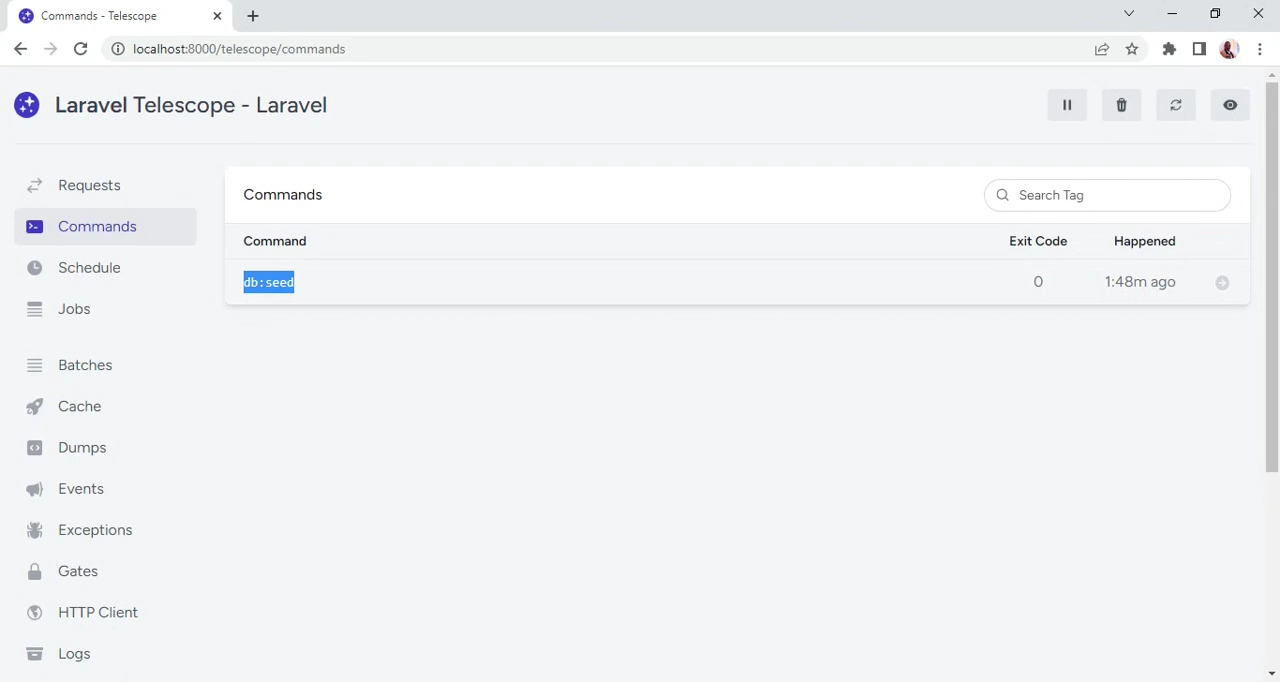 Commands - Telescope
localhost:8000/telescope/commands
Laravel Telescope - Laravel
Requests
Commands
Schedule
Jobs
Batches
Cache
Dumps
Events
Exceptions
Gates
HTTP Client
Logs
Commands
Search Tag
Command Exit Code Happened
db:seed 0 1:48m ago